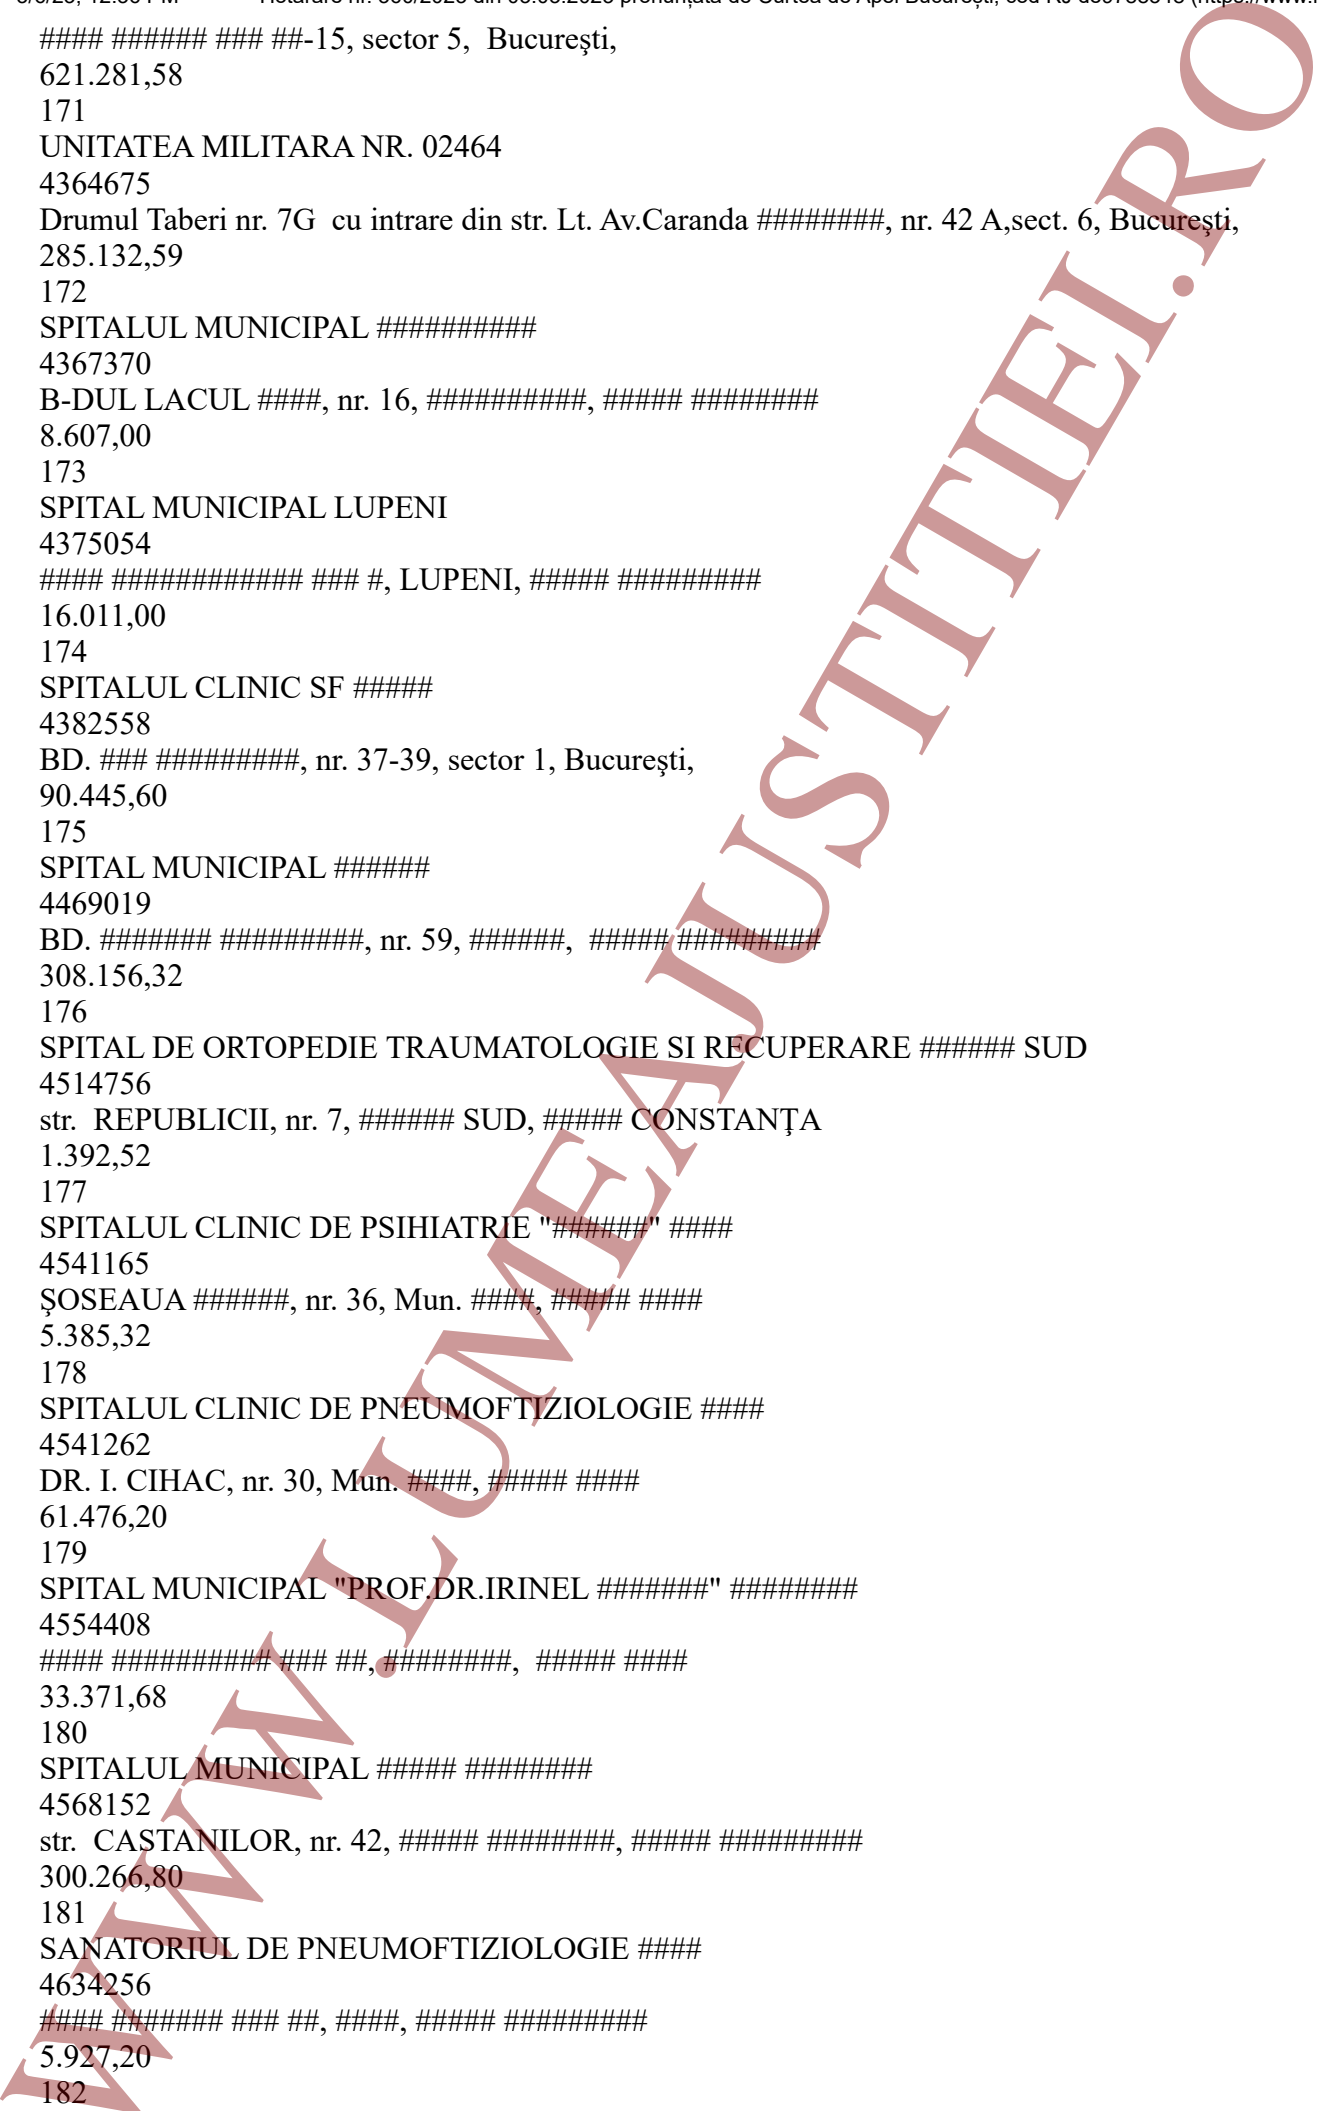 #### ###### ### ##-15, sector 5,  Bucureşti,
621.281,58
171
UNITATEA MILITARA NR. 02464
4364675
Drumul Taberi nr. 7G  cu intrare din str. Lt. Av.Caranda ########, nr. 42 A,sect. 6, Bucureşti,
285.132,59
172
SPITALUL MUNICIPAL ##########
4367370
B-DUL LACUL ####, nr. 16, ##########, ##### ########
8.607,00
173
SPITAL MUNICIPAL LUPENI
4375054
#### ############ ### #, LUPENI, ##### #########
16.011,00
174
SPITALUL CLINIC SF #####
4382558
BD. ### #########, nr. 37-39, sector 1, Bucureşti,
90.445,60
175
SPITAL MUNICIPAL ######
4469019
BD. ####### #########, nr. 59, ######,  ##### #########
308.156,32
176
SPITAL DE ORTOPEDIE TRAUMATOLOGIE SI RECUPERARE ###### SUD
4514756
str.  REPUBLICII, nr. 7, ###### SUD, ##### CONSTANŢA
1.392,52
177
SPITALUL CLINIC DE PSIHIATRIE "######" ####
4541165
ŞOSEAUA ######, nr. 36, Mun. ####, ##### ####
5.385,32
178
SPITALUL CLINIC DE PNEUMOFTIZIOLOGIE ####
4541262
DR. I. CIHAC, nr. 30, Mun. ####, ##### ####
61.476,20
179
SPITAL MUNICIPAL "PROF.DR.IRINEL #######" ########
4554408
#### ########## ### ##, ########,  ##### ####
33.371,68
180
SPITALUL MUNICIPAL ##### ########
4568152
str.  CASTANILOR, nr. 42, ##### ########, ##### #########
300.266,80
181
SANATORIUL DE PNEUMOFTIZIOLOGIE ####
4634256
#### ####### ### ##, ####, ##### #########
5.927,20
182
WWW.LUMEAJUSTITIEI.RO